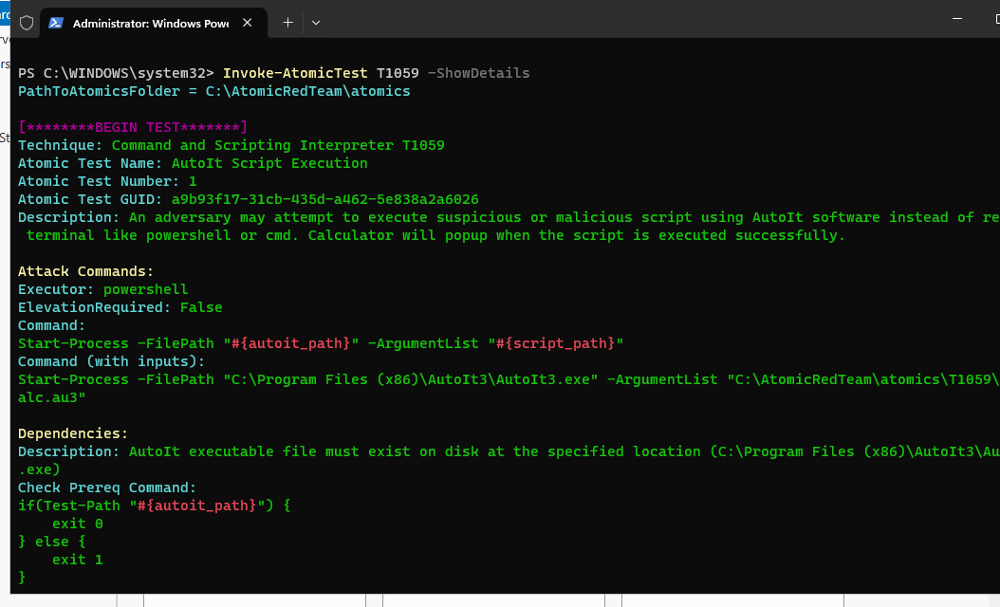 Administrator: Windows Powe
PS C:\WINDOWS\system32> Invoke-AtomicTest T1059 -ShowDetails
PathToAtomicsFolder = C:\AtomicRedTeam\atomics
[********BEGIN TEST*******]
Technique: Command and Scripting Interpreter T1059
Atomic Test Name: AutoIt Script Execution
Atomic Test Number: 1
Atomic Test GUID: a9b93f17-31cb-435d-a462-5e838a2a6026
Description: An adversary may attempt to execute suspicious or malicious script using AutoIt software instead of re
terminal like powershell or cmd. Calculator will popup when the script is executed successfully.
Attack Commands:
Executor: powershell
ElevationRequired: False
Command:
Start-Process -FilePath "#{autoit_path}" -ArgumentList "#{script_path}"
Command (with inputs):
Start-Process -FilePath "C:\Program Files (x86)\AutoIt3\AutoIt3.exe" -ArgumentList "C:\AtomicRedTeam\atomics\T1059\
alc.au3"
Dependencies:
Description: AutoIt executable file must exist on disk at the specified location (C:\Program Files (x86)\AutoIt3\Au
.exe)
Check Prereq Command:
if(Test-Path "#{autoit_path}") {
    exit 0
} else {
    exit 1
}